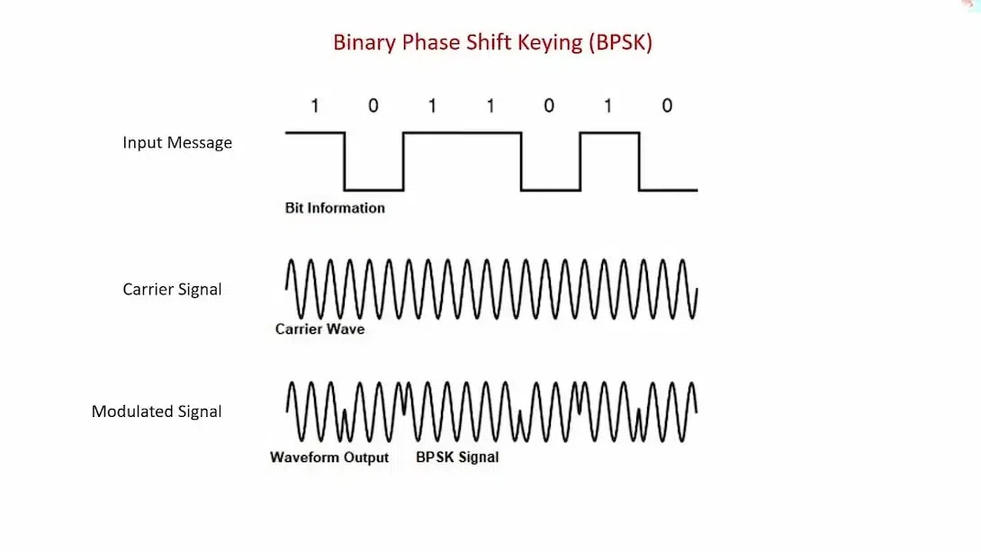 Binary Phase Shift Keying (BPSK)
1 0 1 1 0 1 0
Input Message
Bit Information
Carrier Signal
Carrier Wave
Modulated Signal
Waveform Output BPSK Signal